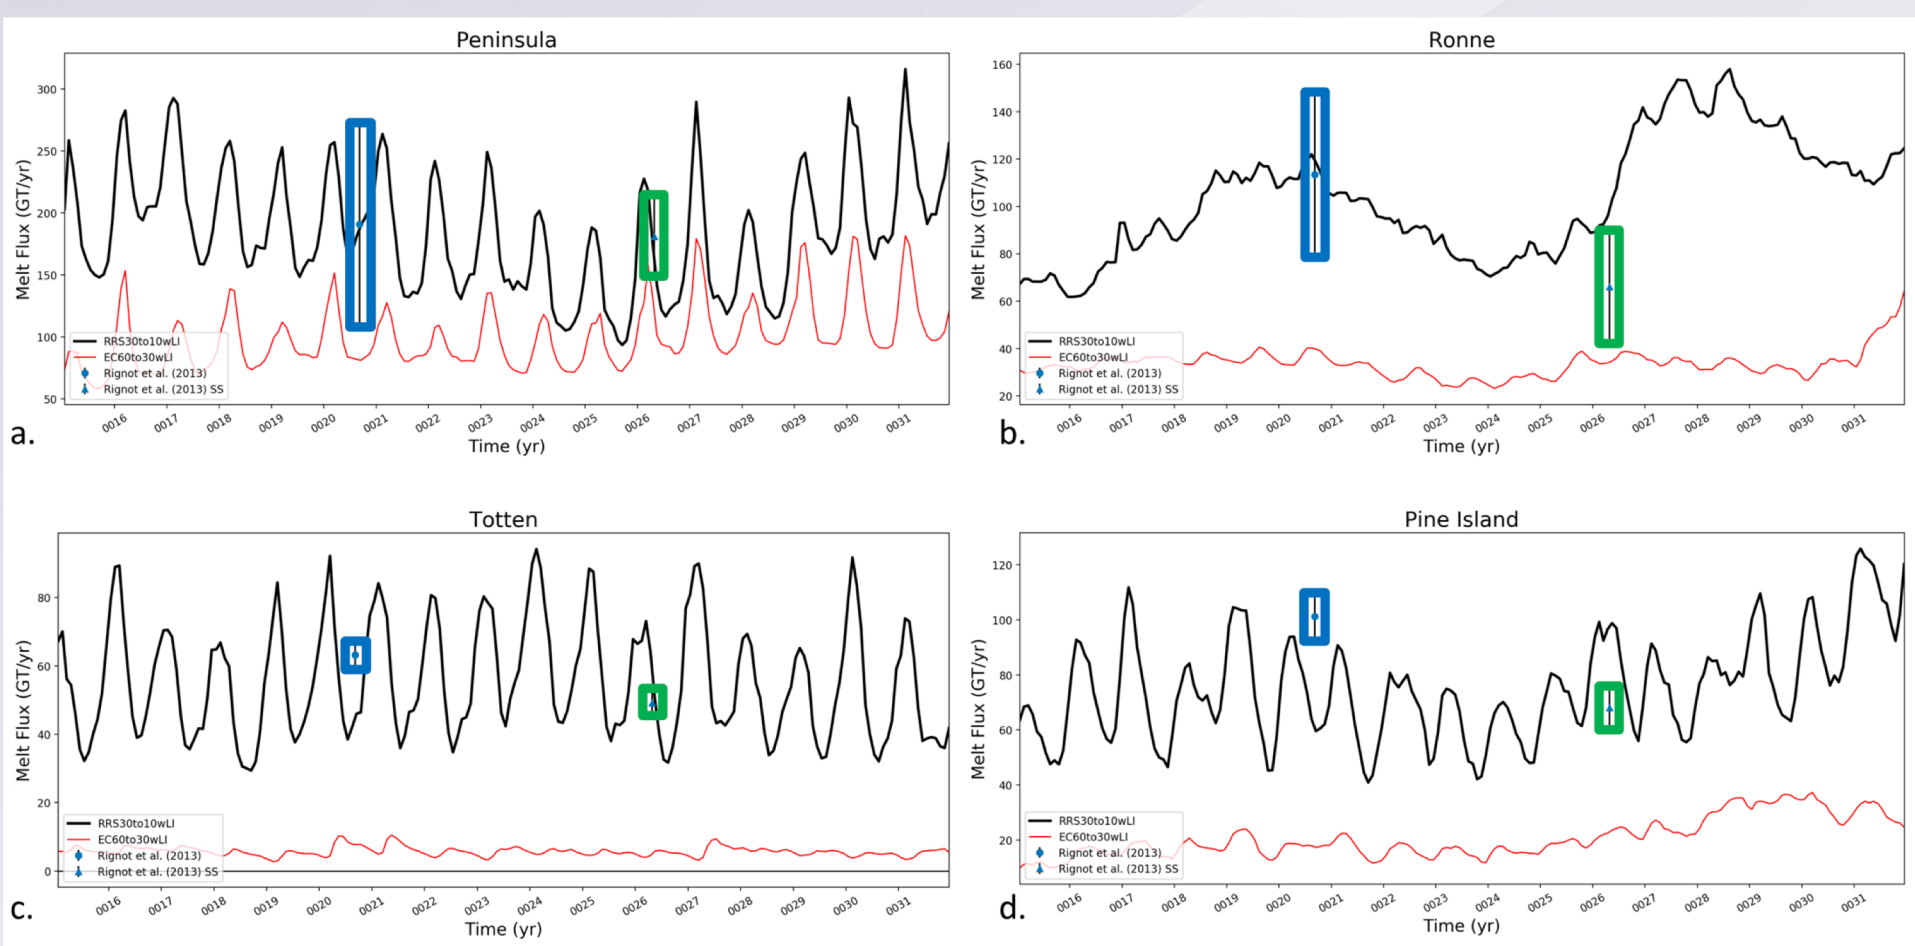 Peninsula
300
250
200
150
100
50
Melt Flux (GT/yr)
RRS30to10wLI
EC60to30wLI
Rignot et al. (2013)
Rignot et al. (2013) SS
0016 0017 0018 0019 0020 0021 0022 0023 0024 0025 0026 0027 0028 0029 0030 0031
Time (yr)
a.
Ronne
160
140
120
100
80
60
40
20
Melt Flux (GT/yr)
RRS30to10wLI
EC60to30wLI
Rignot et al. (2013)
Rignot et al. (2013) SS
0016 0017 0018 0019 0020 0021 0022 0023 0024 0025 0026 0027 0028 0029 0030 0031
Time (yr)
b.
Totten
80
60
40
20
0
Melt Flux (GT/yr)
RRS30to10wLI
EC60to30wLI
Rignot et al. (2013)
Rignot et al. (2013) SS
0016 0017 0018 0019 0020 0021 0022 0023 0024 0025 0026 0027 0028 0029 0030 0031
Time (yr)
c.
Pine Island
120
100
80
60
40
20
Melt Flux (GT/yr)
RRS30to10wLI
EC60to30wLI
Rignot et al. (2013)
Rignot et al. (2013) SS
0016 0017 0018 0019 0020 0021 0022 0023 0024 0025 0026 0027 0028 0029 0030 0031
Time (yr)
d.